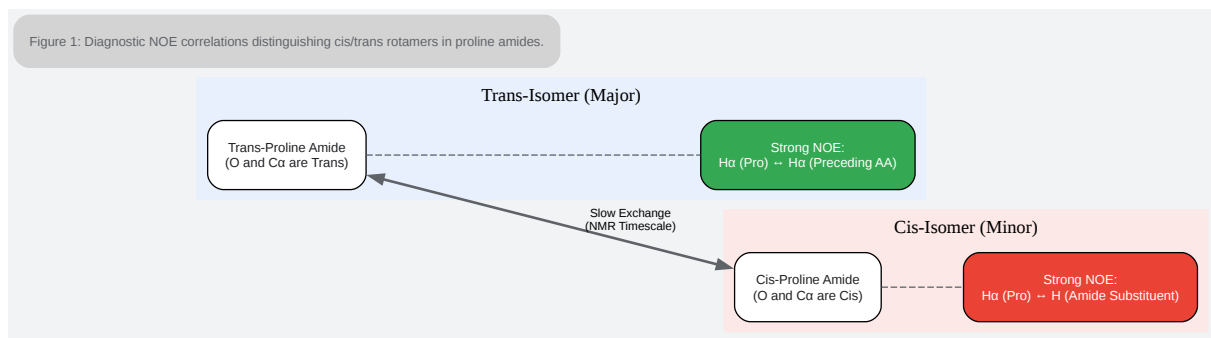 Figure 1: Diagnostic NOE correlations distinguishing cis/trans rotamers in proline amides.
Trans-Isomer (Major)
Trans-Proline Amide
(O and Cα are Trans)
Strong NOE:
Hα (Pro) ↔ Hα (Preceding AA)
Slow Exchange
(NMR Timescale)
Cis-Isomer (Minor)
Cis-Proline Amide
(O and Cα are Cis)
Strong NOE:
Hα (Pro) ↔ H (Amide Substituent)